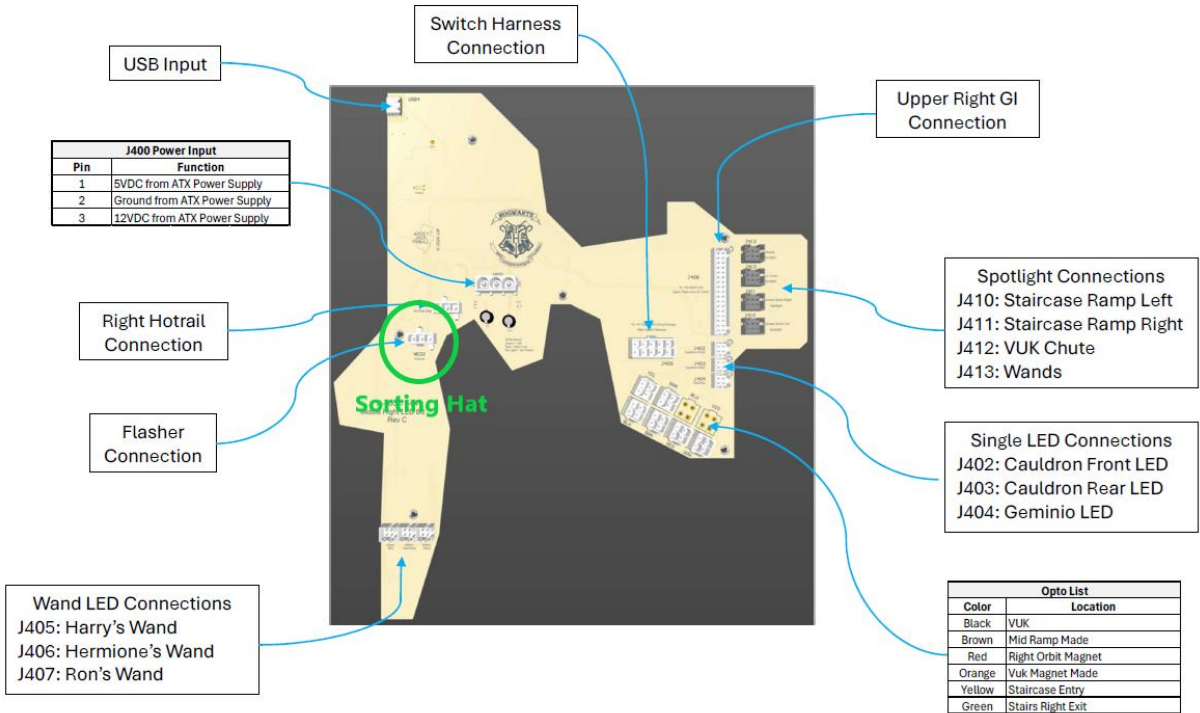 Switch Harness
Connection
USB Input
Upper Right GI
Connection
J400 Power Input
Pin Function
1 5VDC from ATX Power Supply
2 Ground from ATX Power Supply
3 12VDC from ATX Power Supply
HOGWARTS
Spotlight Connections
J410: Staircase Ramp Left
J411: Staircase Ramp Right
J412: VUK Chute
J413: Wands
Right Hotrail
Connection
Sorting Hat
Rev C
Flasher
Connection
Single LED Connections
J402: Cauldron Front LED
J403: Cauldron Rear LED
J404: Geminio LED
Wand LED Connections
J405: Harry's Wand
J406: Hermione's Wand
J407: Ron's Wand
Opto List
Color Location
Black VUK
Brown Mid Ramp Made
Red Right Orbit Magnet
Orange Vuk Magnet Made
Yellow Staircase Entry
Green Stairs Right Exit